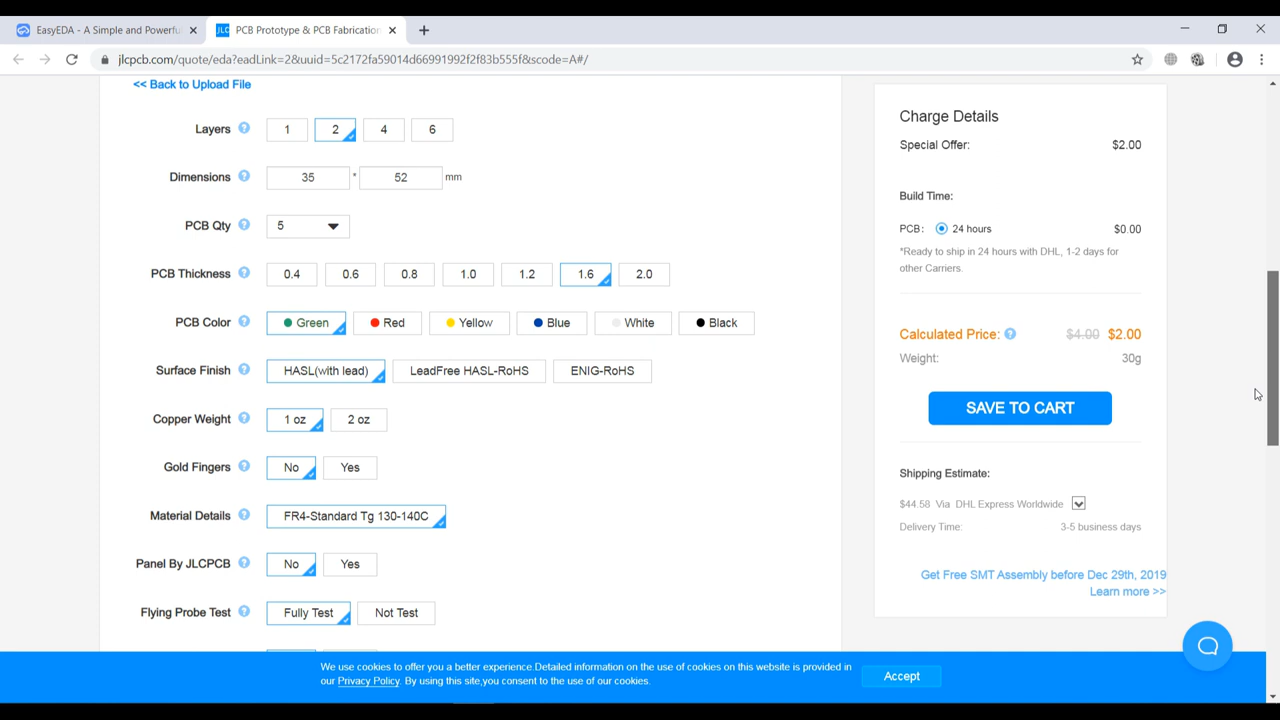 EasyEDA - A Simple and Powerfu
PCB Prototype & PCB Fabrication
jlcpcb.com/quote/eda?eadLink=2&uuid=5c2172fa59014d66991992f2f83b555f&scode=A#/
<< Back to Upload File
Layers ? 1 2 4 6
Dimensions ? 35 * 52 mm
PCB Qty ? 5
PCB Thickness ? 0.4 0.6 0.8 1.0 1.2 1.6 2.0
PCB Color ? Green Red Yellow Blue White Black
Surface Finish ? HASL(with lead) LeadFree HASL-RoHS ENIG-RoHS
Copper Weight ? 1 oz 2 oz
Gold Fingers ? No Yes
Material Details ? FR4-Standard Tg 130-140C
Panel By JLCPCB ? No Yes
Flying Probe Test ? Fully Test Not Test
Charge Details
Special Offer: $2.00
Build Time:
PCB: 24 hours $0.00
*Ready to ship in 24 hours with DHL, 1-2 days for
other Carriers.
Calculated Price: ? $4.00 $2.00
Weight: 30g
SAVE TO CART
Shipping Estimate:
$44.58 Via DHL Express Worldwide
Delivery Time: 3-5 business days
Get Free SMT Assembly before Dec 29th, 2019
Learn more >>
We use cookies to offer you a better experience.Detailed information on the use of cookies on this website is provided in
our Privacy Policy. By using this site,you consent to the use of our cookies.
Accept